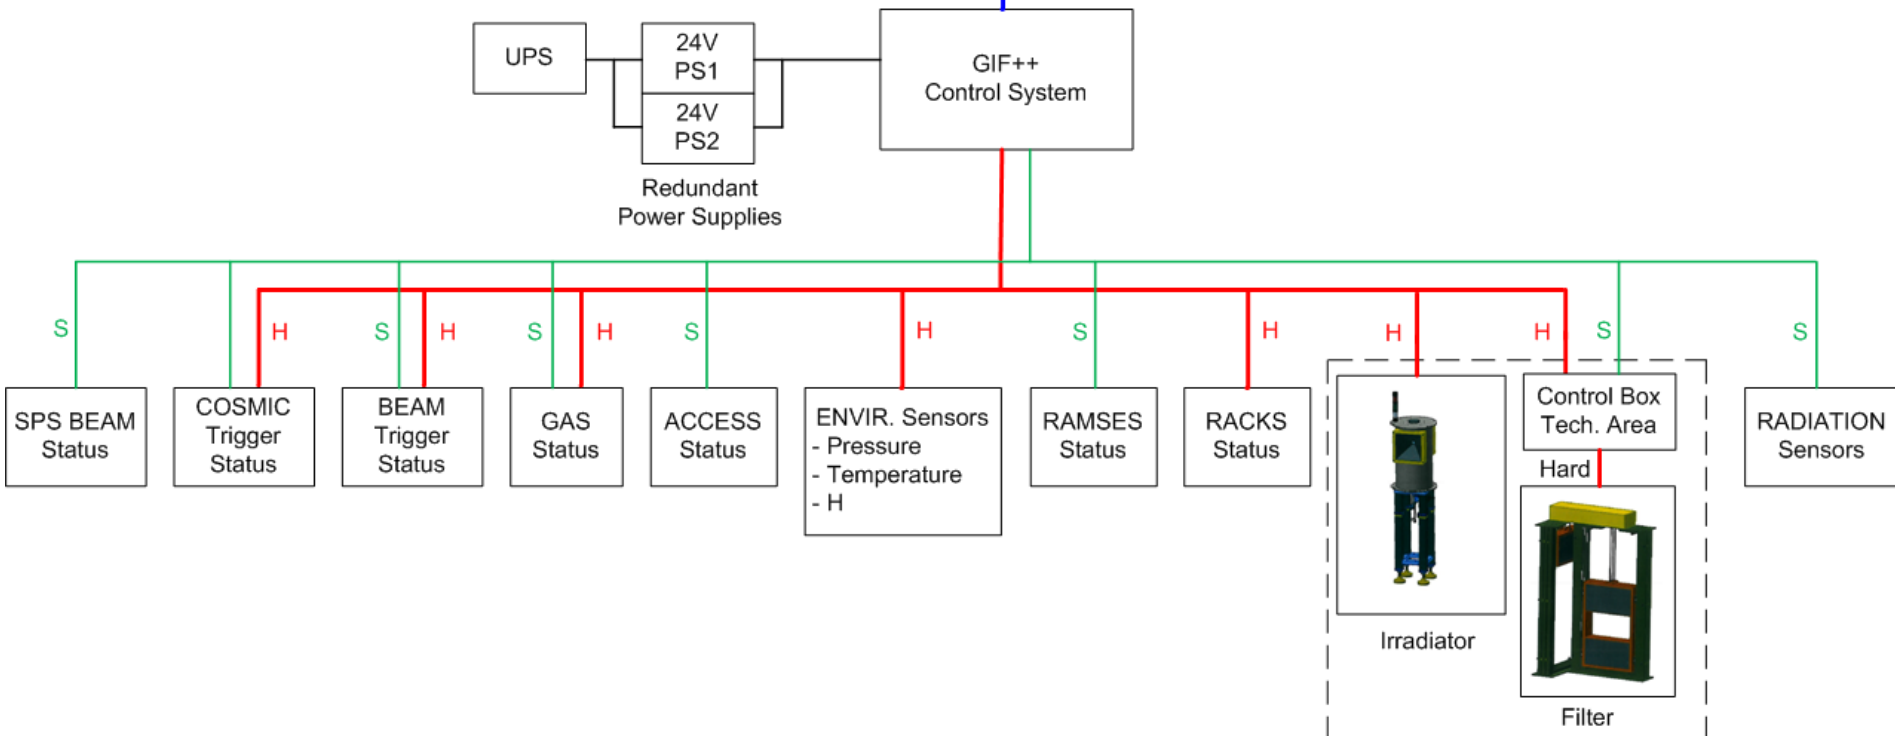 UPS
24V
PS1
24V
PS2
Redundant
Power Supplies
GIF++
Control System
S
H
S
H
S
H
S
H
S
H
H
H
S
S
SPS BEAM
Status
COSMIC
Trigger
Status
BEAM
Trigger
Status
GAS
Status
ACCESS
Status
ENVIR. Sensors
- Pressure
- Temperature
- H
RAMSES
Status
RACKS
Status
Irradiator
Control Box
Tech. Area
Hard
Filter
RADIATION
Sensors